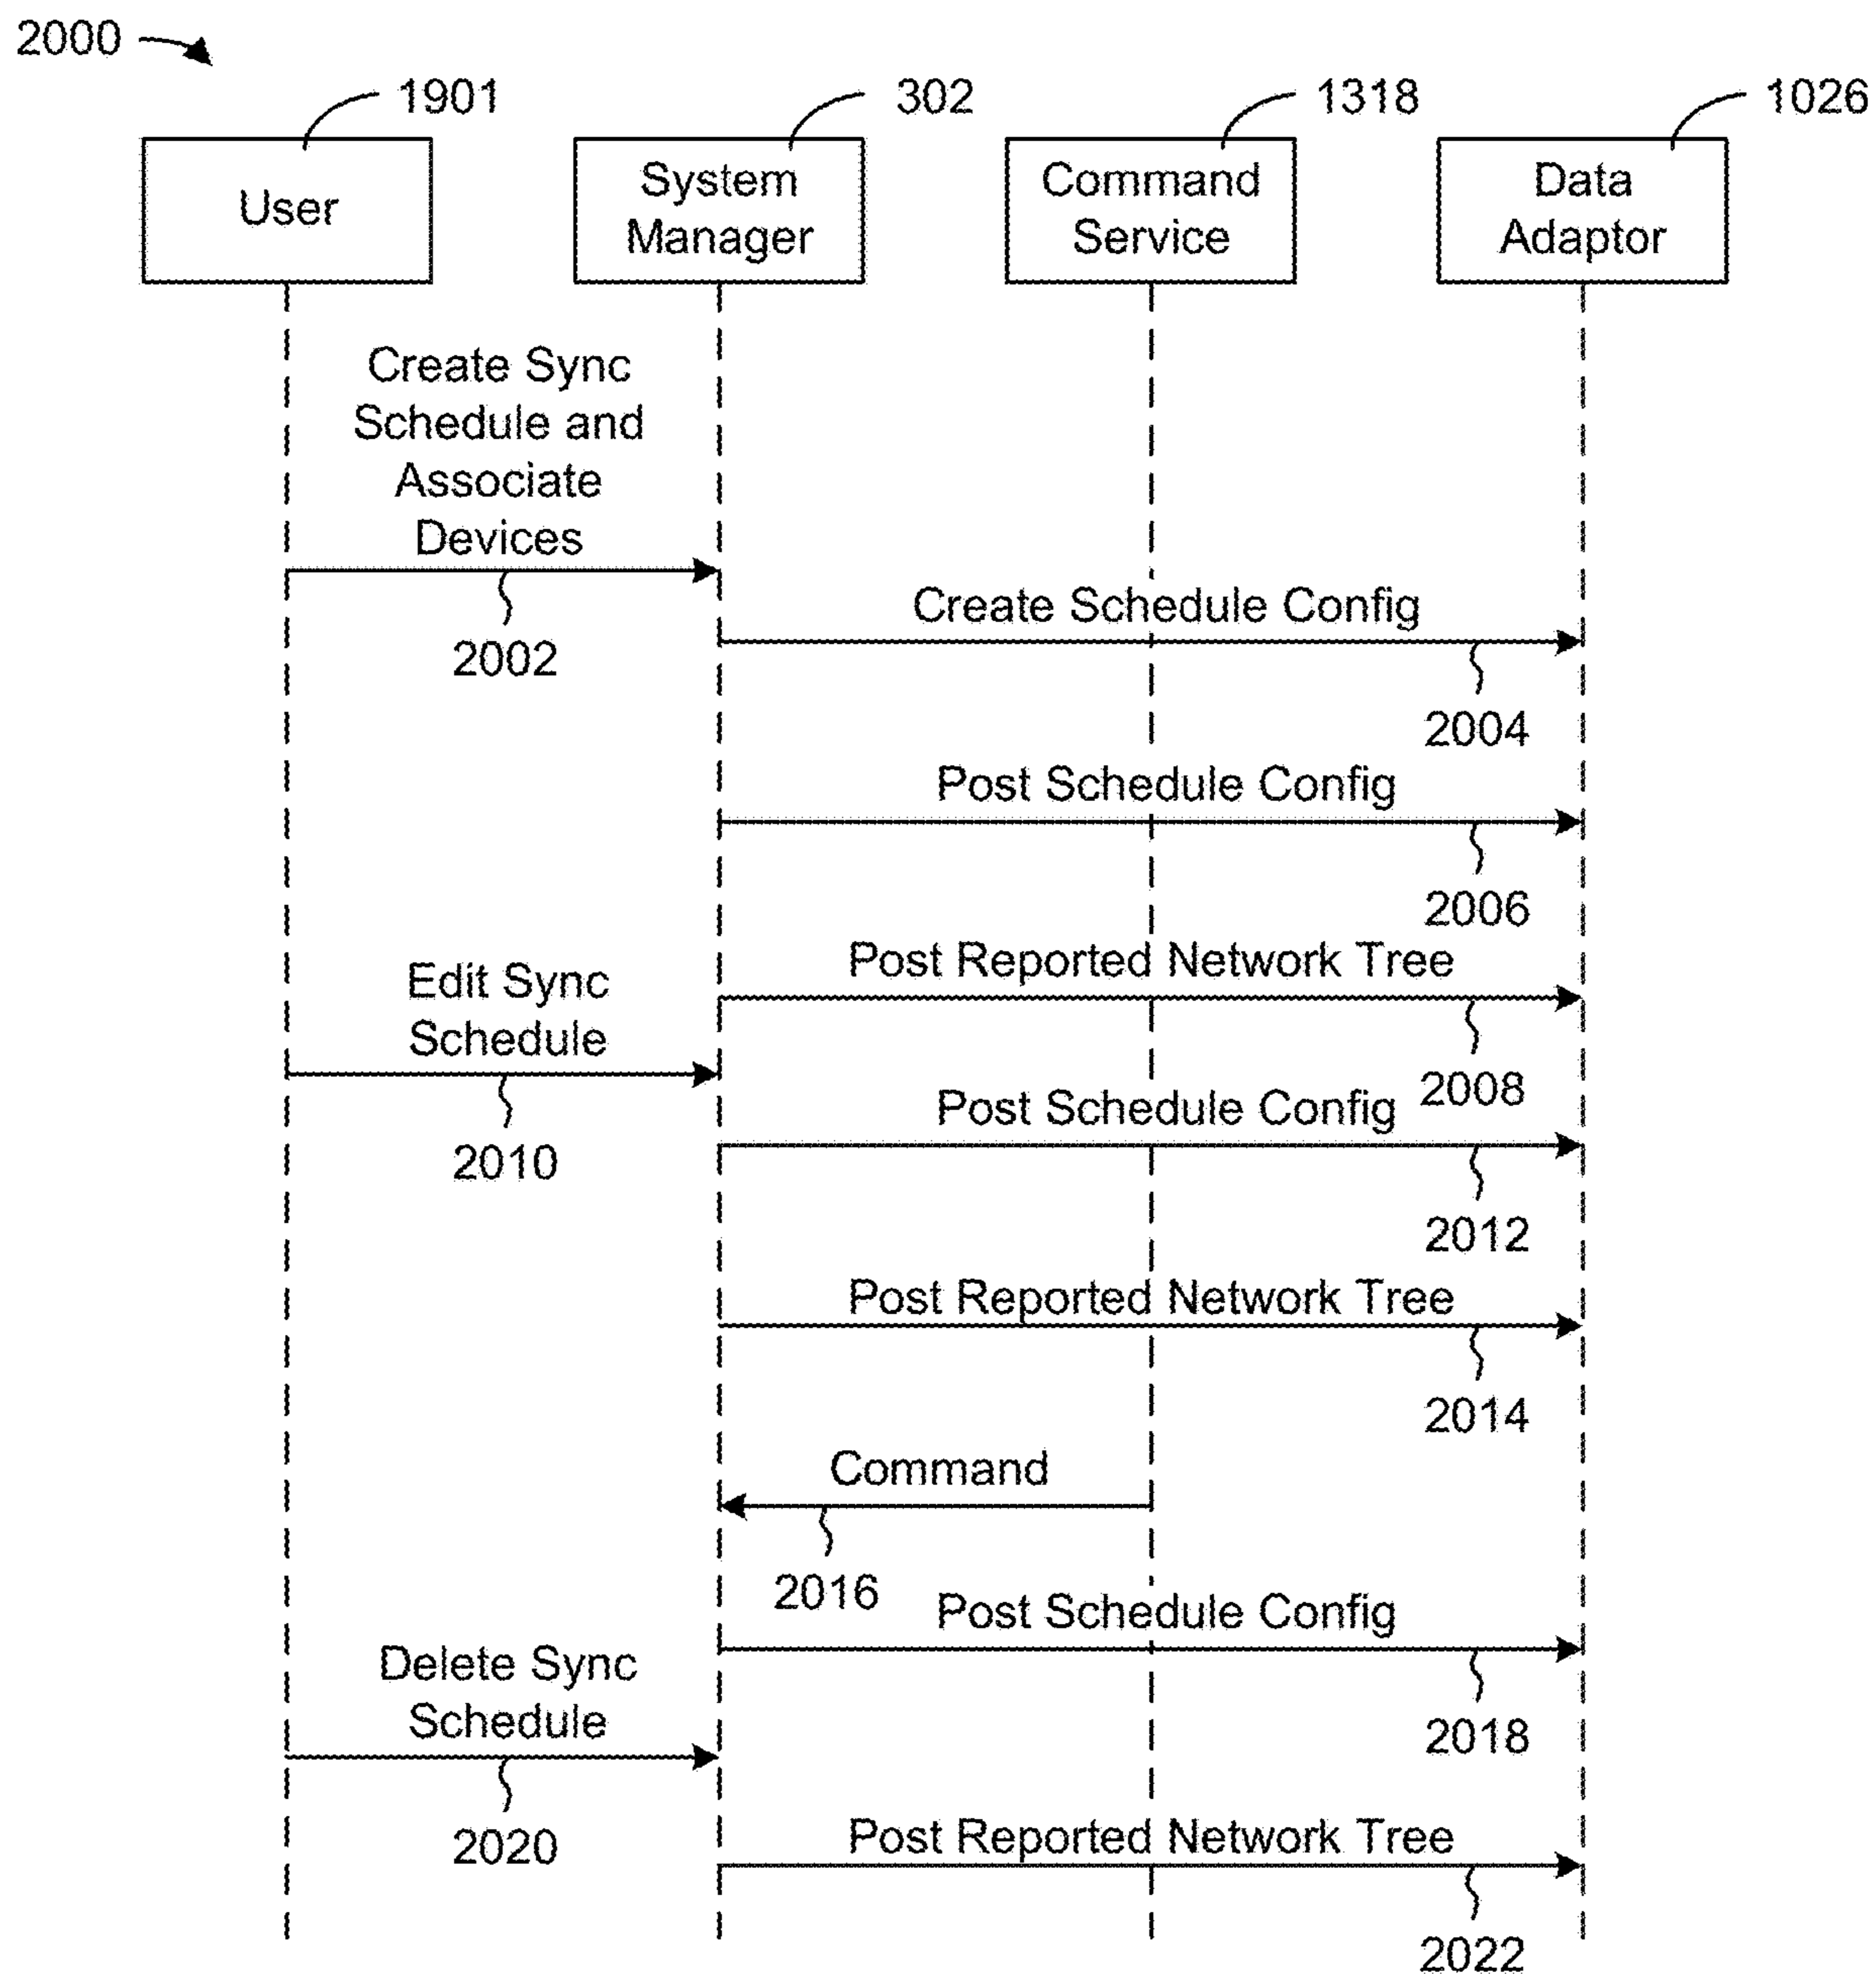 2000
1901
302
1318
1026
User
System
Manager
Command
Service
Data
Adaptor
Create Sync
Schedule and
Associate
Devices
2002
Create Schedule Config
2004
Post Schedule Config
2006
Post Reported Network Tree
2008
Edit Sync
Schedule
2010
Post Schedule Config
2012
Post Reported Network Tree
2014
Command
2016
Post Schedule Config
2018
Delete Sync
Schedule
2020
Post Reported Network Tree
2022